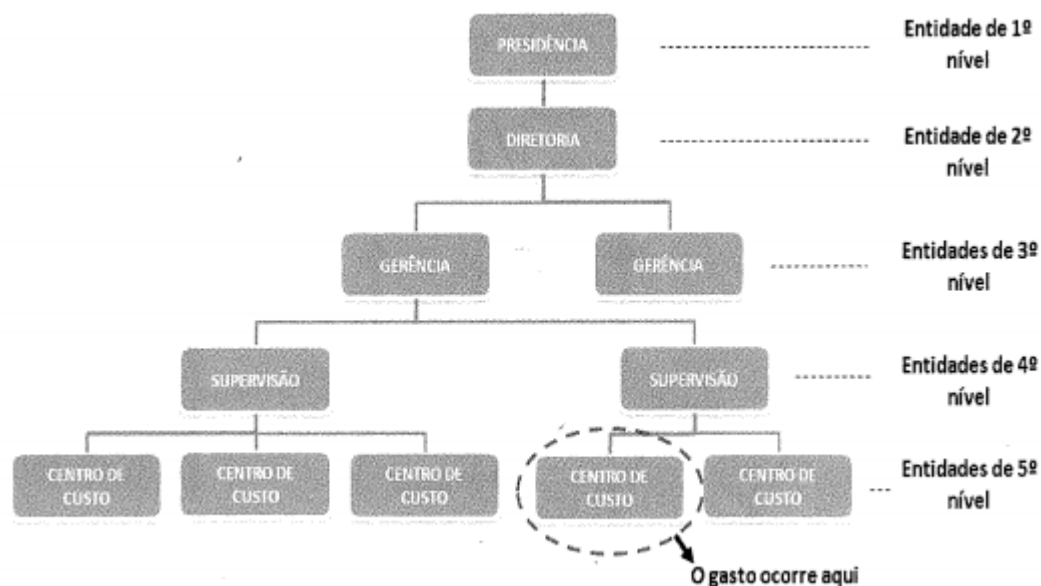 PRESIDÊNCIA
Entidade de 1º
nível
DIRETORIA
Entidade de 2º
nível
GERÊNCIA
GERÊNCIA
Entidades de 3º
nível
SUPERVISÃO
SUPERVISÃO
Entidades de 4º
nível
CENTRO DE
CUSTO
CENTRO DE
CUSTO
CENTRO DE
CUSTO
CENTRO DE
CUSTO
CENTRO DE
CUSTO
Entidades de 5º
nível
O gasto ocorre aqui